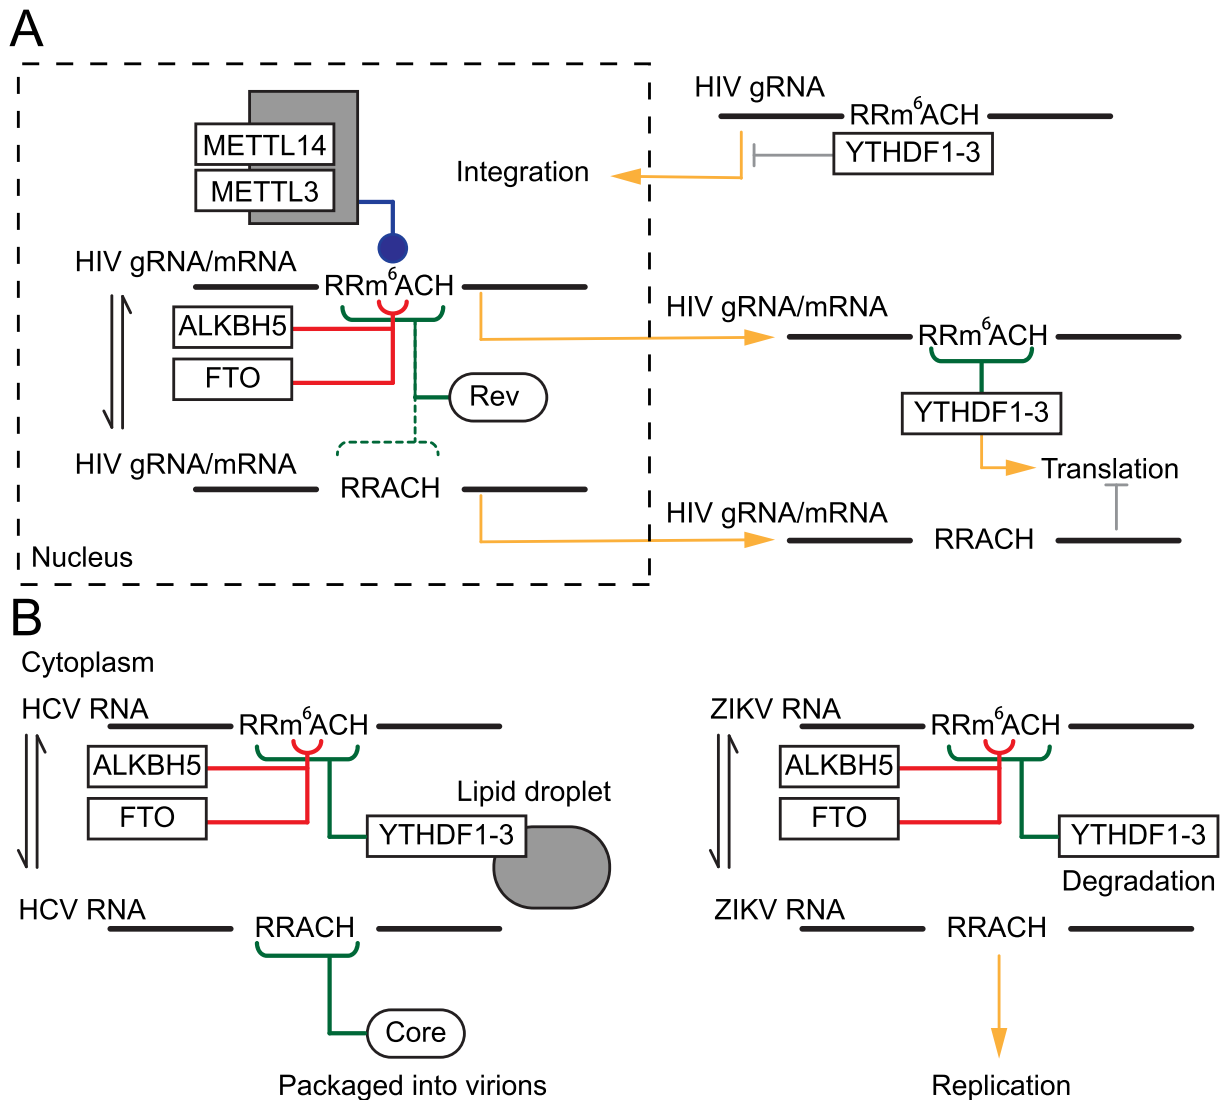 A
HIV gRNA
RRm⁶ACH
YTHDF1-3
METTL14
METTL3
Integration
HIV gRNA/mRNA
RRm⁶ACH
ALKBH5
FTO
Rev
HIV gRNA/mRNA
RRm⁶ACH
YTHDF1-3
Translation
HIV gRNA/mRNA
RRACH
HIV gRNA/mRNA
RRACH
Nucleus
B
Cytoplasm
HCV RNA
RRm⁶ACH
ALKBH5
FTO
Lipid droplet
YTHDF1-3
HCV RNA
RRACH
Core
Packaged into virions
ZIKV RNA
RRm⁶ACH
ALKBH5
FTO
YTHDF1-3
Degradation
ZIKV RNA
RRACH
Replication